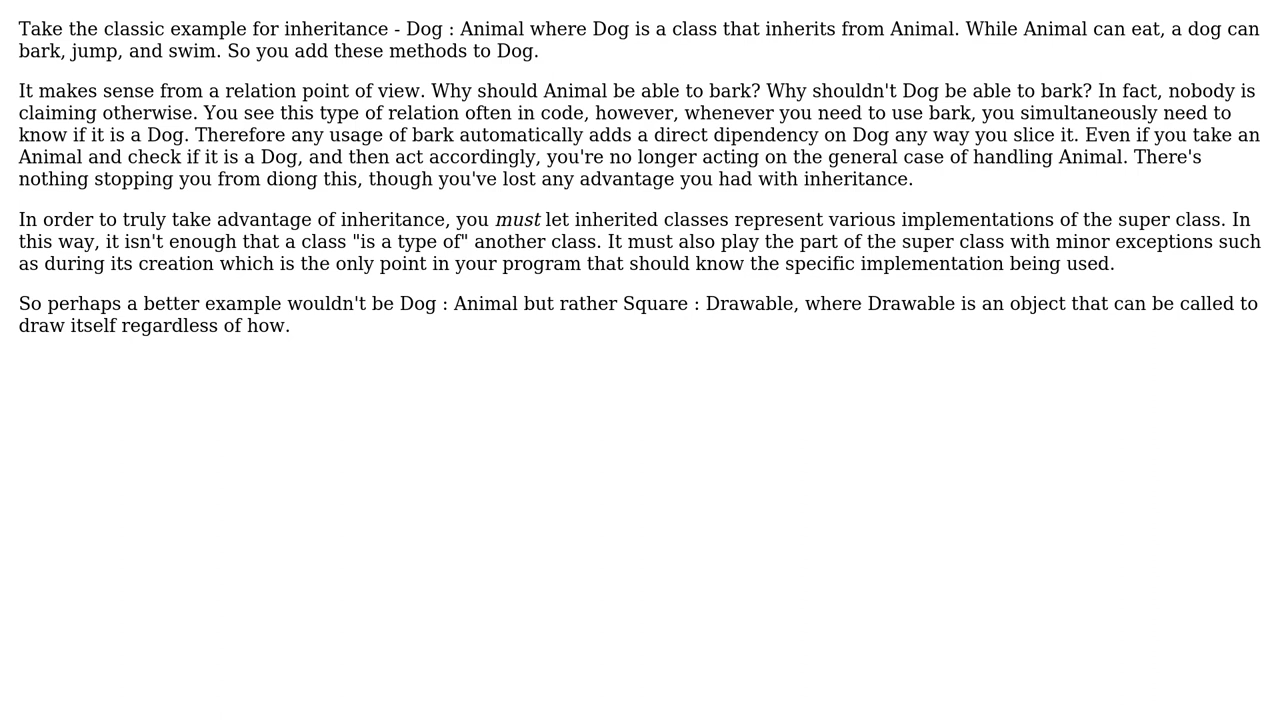 Take the classic example for inheritance - Dog : Animal where Dog is a class that inherits from Animal. While Animal can eat, a dog can
bark, jump, and swim. So you add these methods to Dog.
It makes sense from a relation point of view. Why should Animal be able to bark? Why shouldn't Dog be able to bark? In fact, nobody is
claiming otherwise. You see this type of relation often in code, however, whenever you need to use bark, you simultaneously need to
know if it is a Dog. Therefore any usage of bark automatically adds a direct dipendency on Dog any way you slice it. Even if you take an
Animal and check if it is a Dog, and then act accordingly, you're no longer acting on the general case of handling Animal. There's
nothing stopping you from diong this, though you've lost any advantage you had with inheritance.
In order to truly take advantage of inheritance, you must let inherited classes represent various implementations of the super class. In
this way, it isn't enough that a class "is a type of" another class. It must also play the part of the super class with minor exceptions such
as during its creation which is the only point in your program that should know the specific implementation being used.
So perhaps a better example wouldn't be Dog : Animal but rather Square : Drawable, where Drawable is an object that can be called to
draw itself regardless of how.